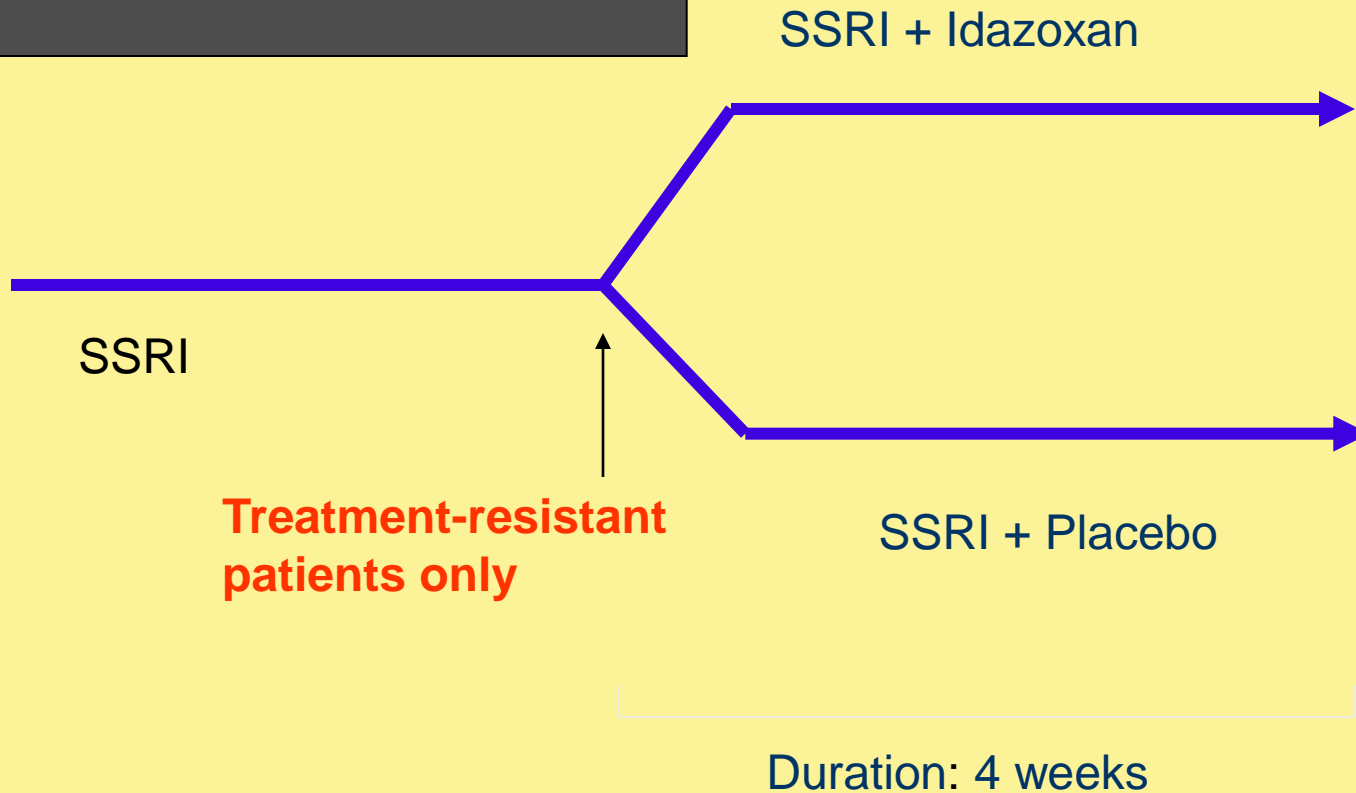 SSRI + Idazoxan
SSRI
Treatment-resistant
patients only
SSRI + Placebo
Duration: 4 weeks